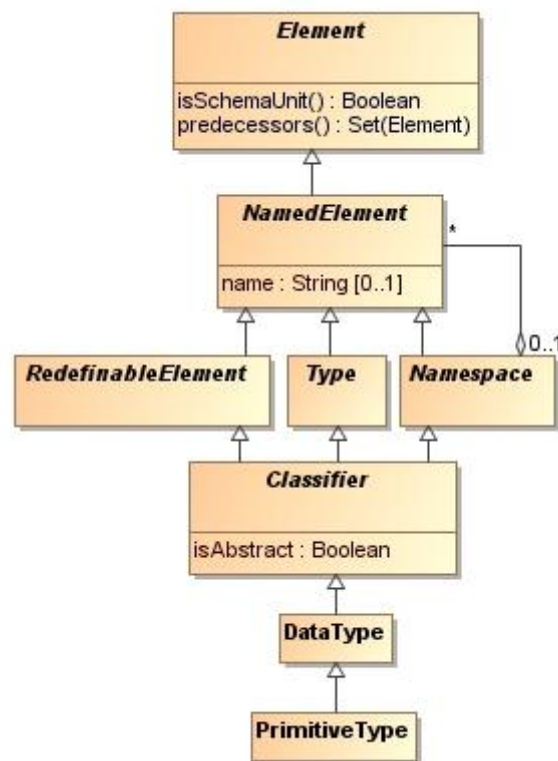 Element
isSchemaUnit() : Boolean
predecessors() : Set(Element)
NamedElement
*
name : String [0..1]
0..1
RedefinableElement
Type
Namespace
Classifier
isAbstract : Boolean
DataType
PrimitiveType